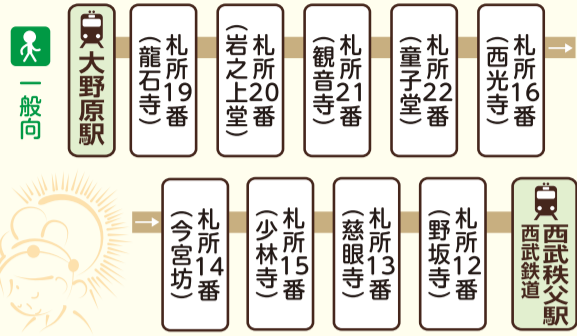 一般向
大野原駅
札所19番
(龍石寺)
札所20番
(岩之上堂)
札所21番
(観音寺)
札所22番
(童子堂)
札所16番
(西光寺)
札所14番
(今宮坊)
札所15番
(少林寺)
札所13番
(慈眼寺)
札所12番
(野坂寺)
西武秩父駅
西武鉄道